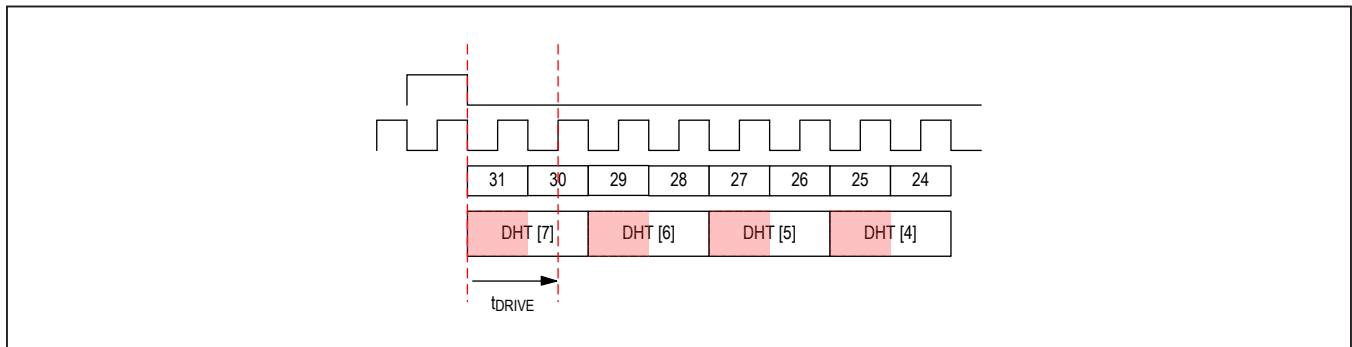 31 30 29 28 27 26 25 24
DHT [7] DHT [6] DHT [5] DHT [4]
tDRIVE